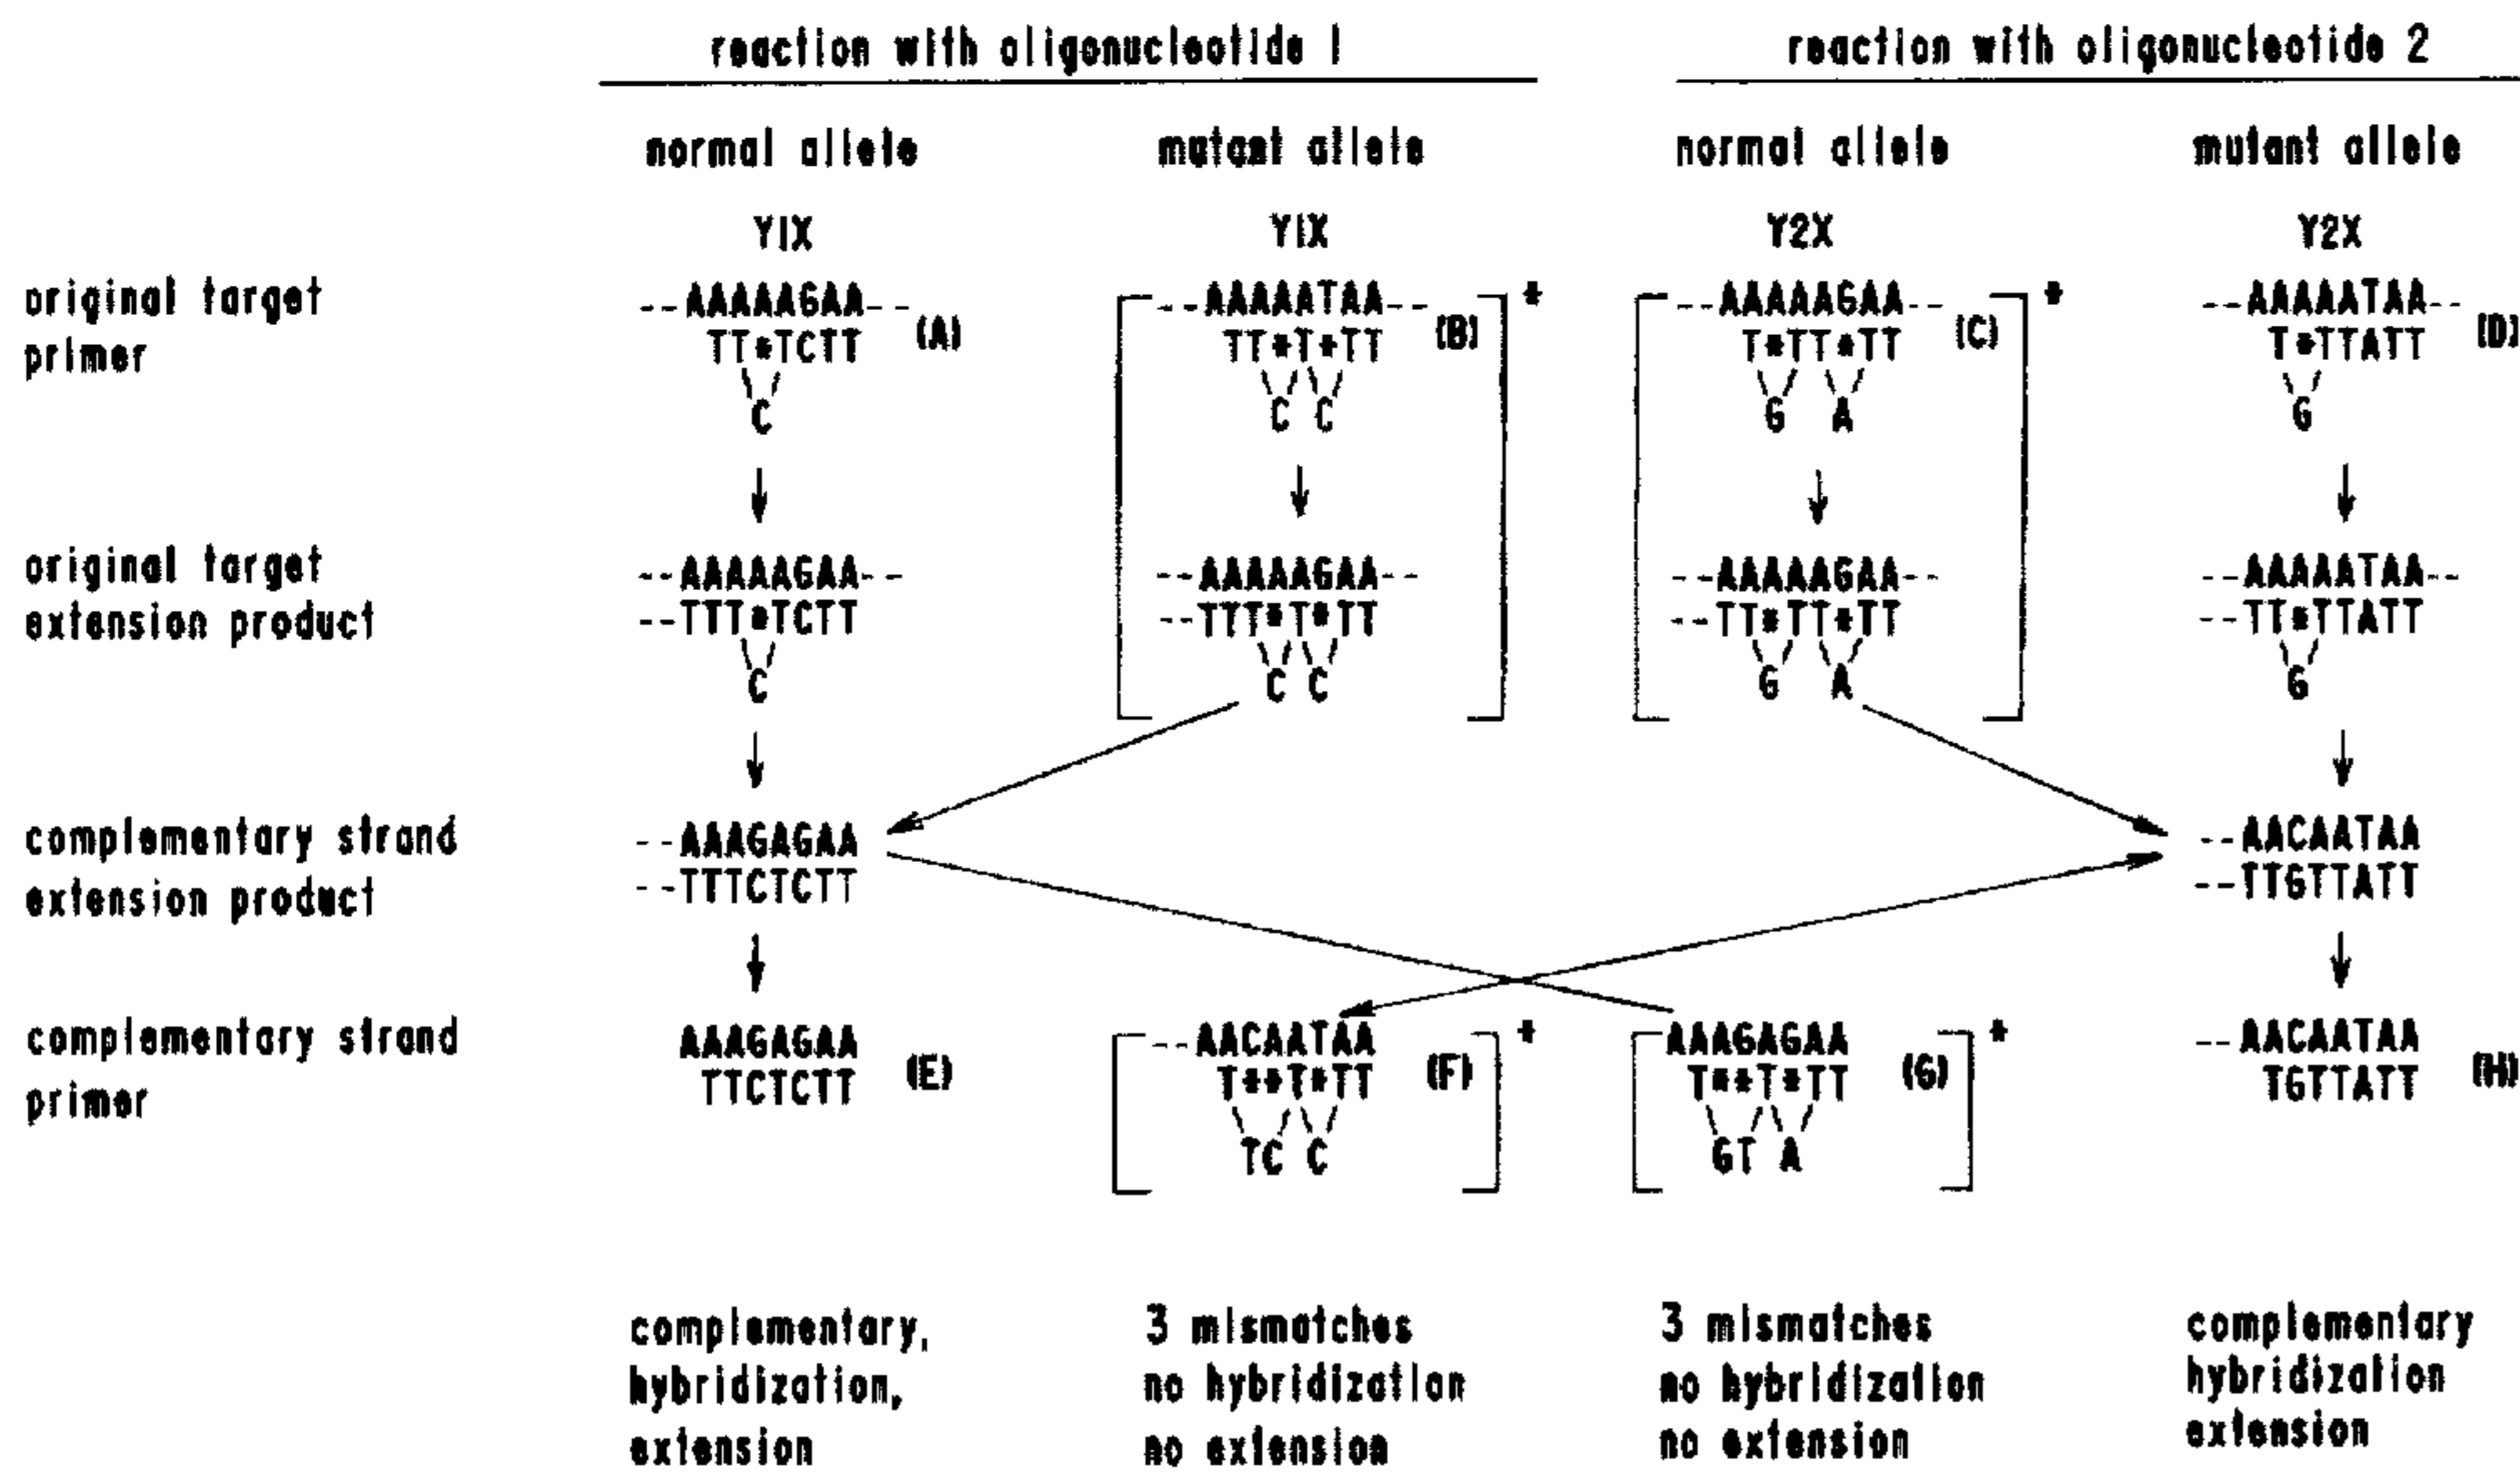 reaction with oligonucleotide 1 reaction with oligonucleotide 2
normal allele mutant allele normal allele mutant allele
Y1X Y1X Y2X Y2X
original target --AAAAAGAA-- --AAAAATAA-- * --AAAAAGAA-- * --AAAAATAA--
primer TT*TCTT (A) TT*T*TT (B) T*TT*TT (C) T*TTATT (D)
C C C G A G
original target --AAAAAGAA-- --AAAAAGAA-- --AAAAAGAA-- --AAAAATAA--
extension product --TTT*TCTT --TTT*T*TT --TT*TT*TT --TT*TTATT
C C C G A G
complementary strand --AAAGAGAA --AACAATAA
extension product --TTTCTCTT --TTGTTATT
complementary strand AAAGAGAA --AACAATAA * AAAGAGAA * --AACAATAA
primer TTCTCTT (E) T**T*TT (F) T**T*TT (G) TGTTATT (H)
TC C GT A
complementary, 3 mismatches 3 mismatches complementary
hybridization, no hybridization no hybridization hybridization
extension no extension no extension extension